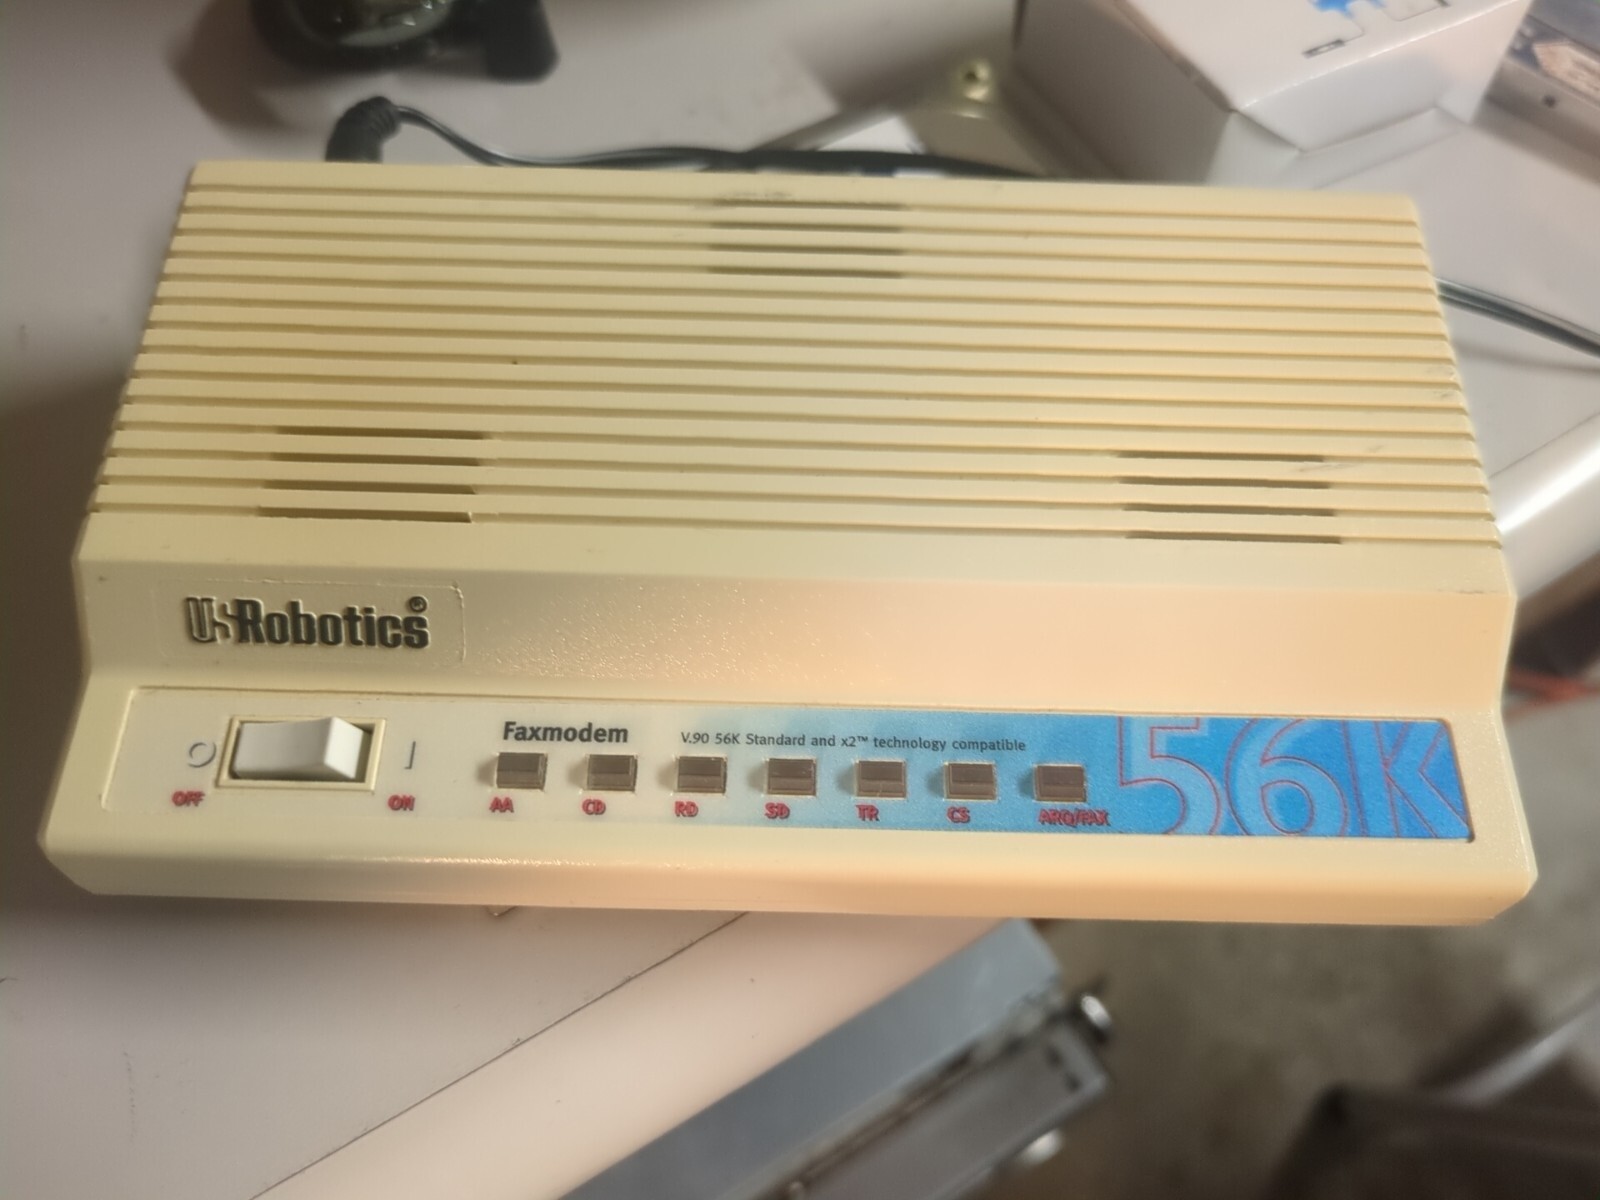 USRobotics®
Faxmodem
V.90 56K Standard and x2™ technology compatible
56K
OFF ON AA CD RD SD TR CS ARQ/FAX